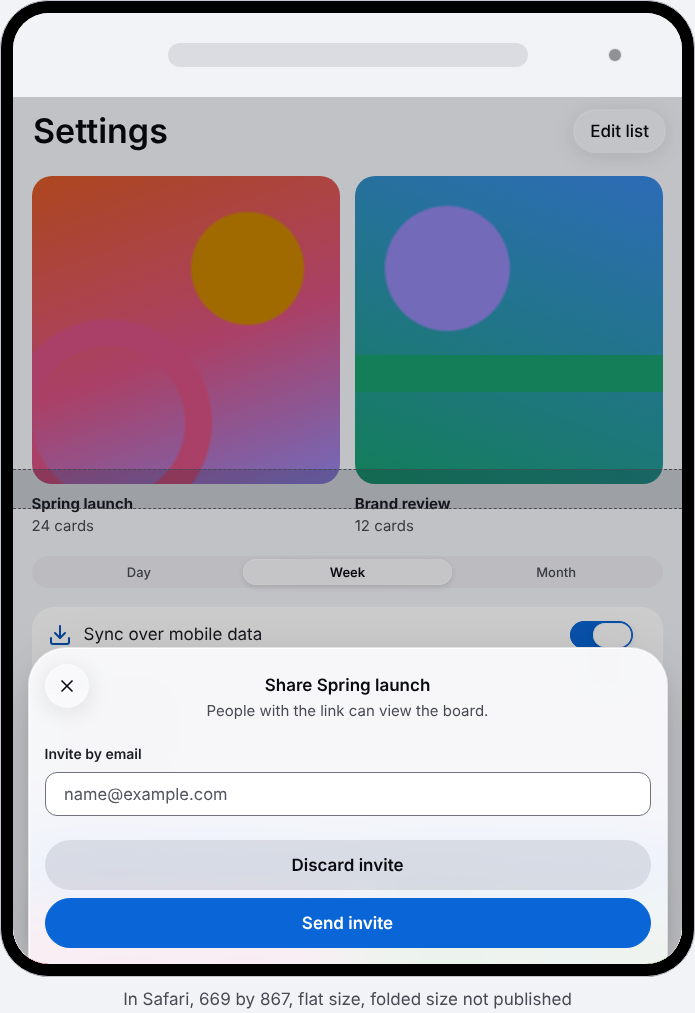 Settings
Edit list
Spring launch
24 cards
Brand review
12 cards
Day
Week
Month
Sync over mobile data
Share Spring launch
People with the link can view the board.
Invite by email
name@example.com
Discard invite
Send invite
In Safari, 669 by 867, flat size, folded size not published